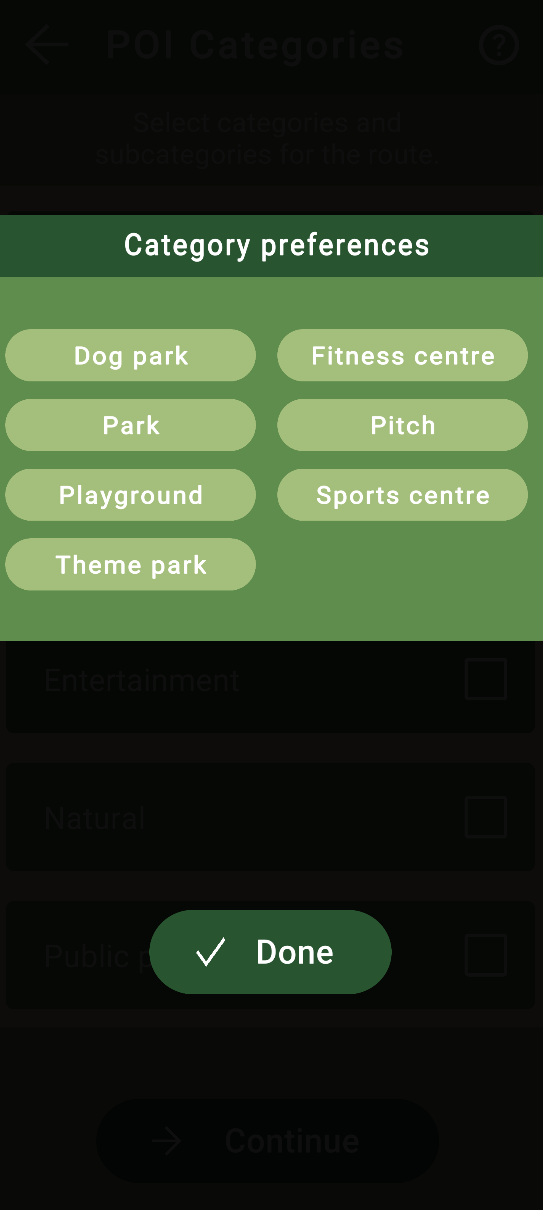 POI Categories
?
Select categories and
subcategories for the route.
Category preferences
Dog park
Fitness centre
Park
Pitch
Playground
Sports centre
Theme park
Entertainment
Natural
Public p
Done
Continue